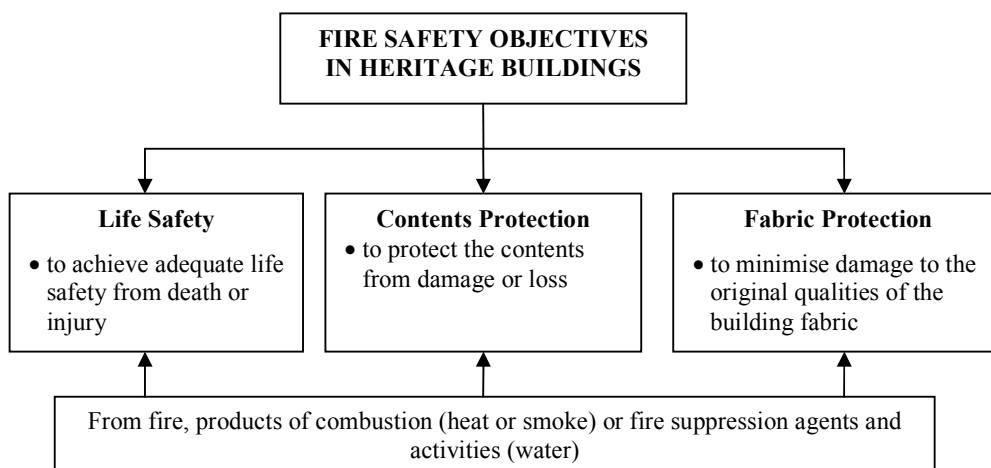 FIRE SAFETY OBJECTIVES
IN HERITAGE BUILDINGS
Life Safety
• to achieve adequate life
safety from death or
injury
Contents Protection
• to protect the contents
from damage or loss
Fabric Protection
• to minimise damage to the
original qualities of the
building fabric
From fire, products of combustion (heat or smoke) or fire suppression agents and
activities (water)